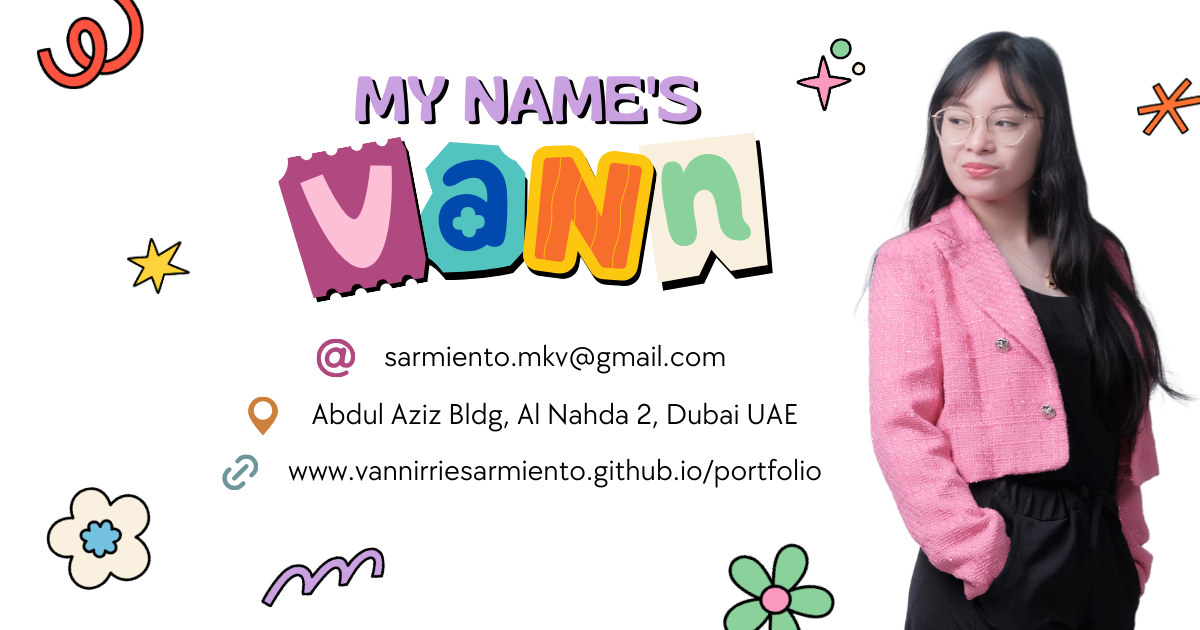 MY NAME'S
vaNn
sarmiento.mkv@gmail.com
Abdul Aziz Bldg, Al Nahda 2, Dubai UAE
www.vannirriesarmiento.github.io/portfolio